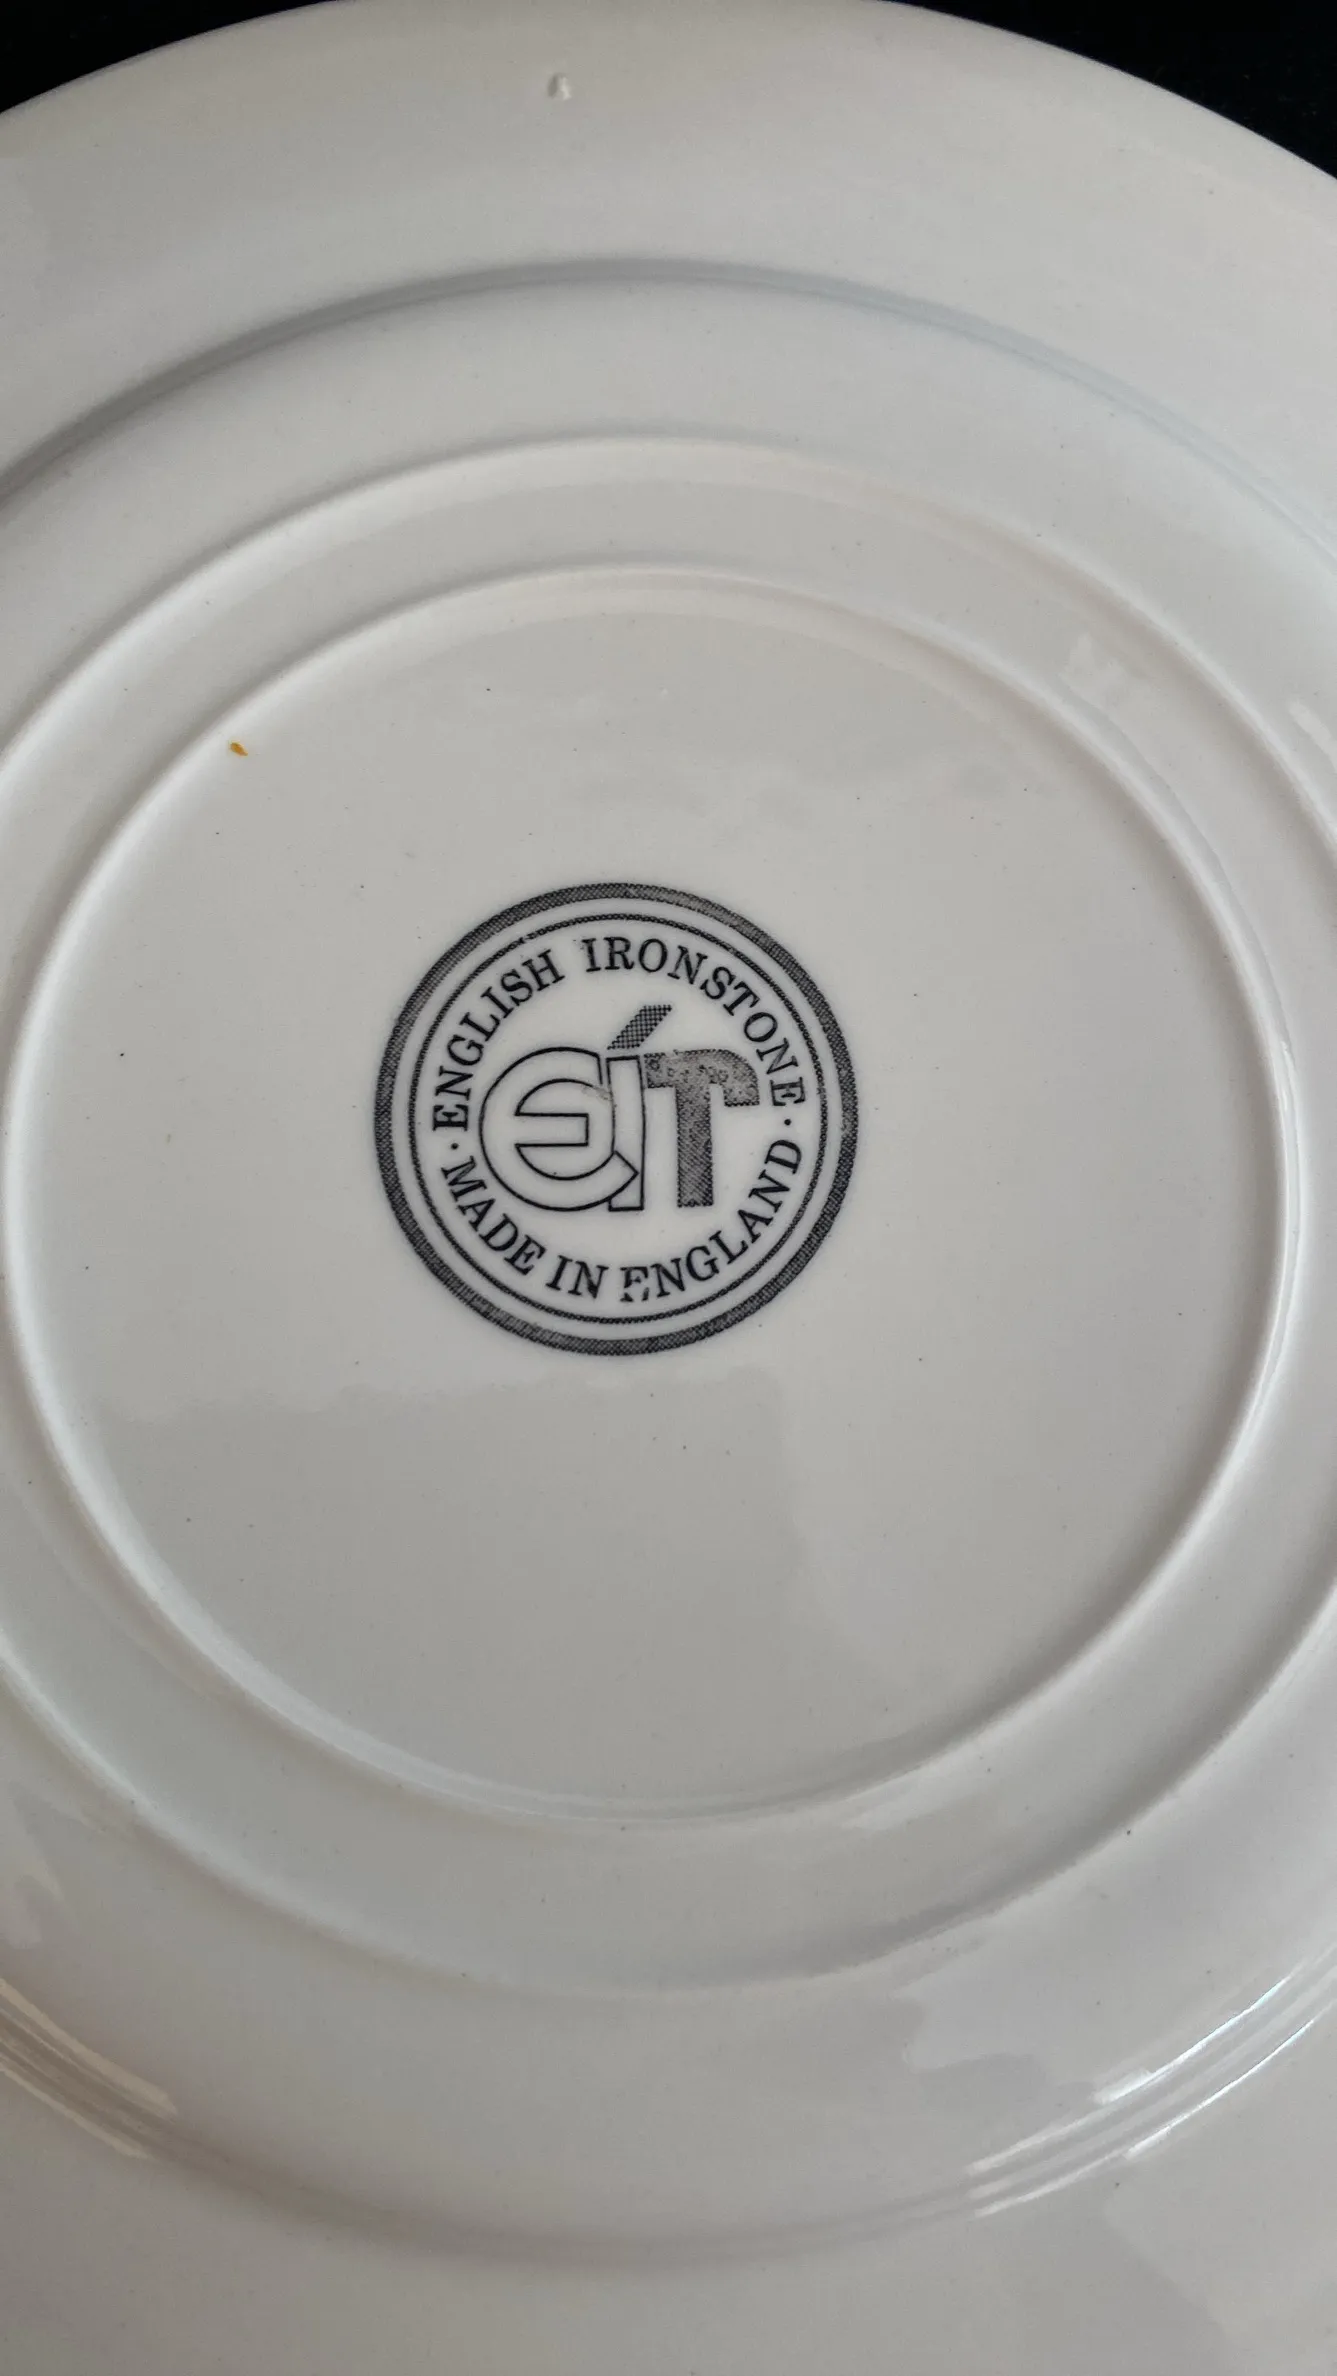 · ENGLISH IRONSTONE ·
eiT
MADE IN ENGLAND